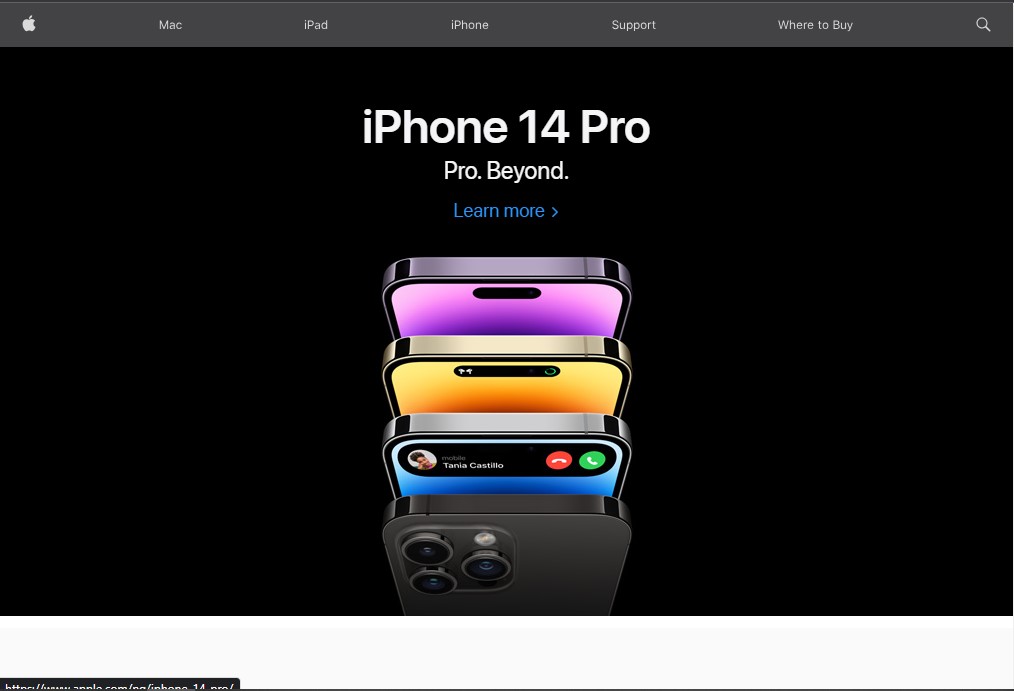 Mac iPad iPhone Support Where to Buy
iPhone 14 Pro
Pro. Beyond.
Learn more >
mobile
Tania Castillo
https://www.apple.com/ng/iphone-14-pro/